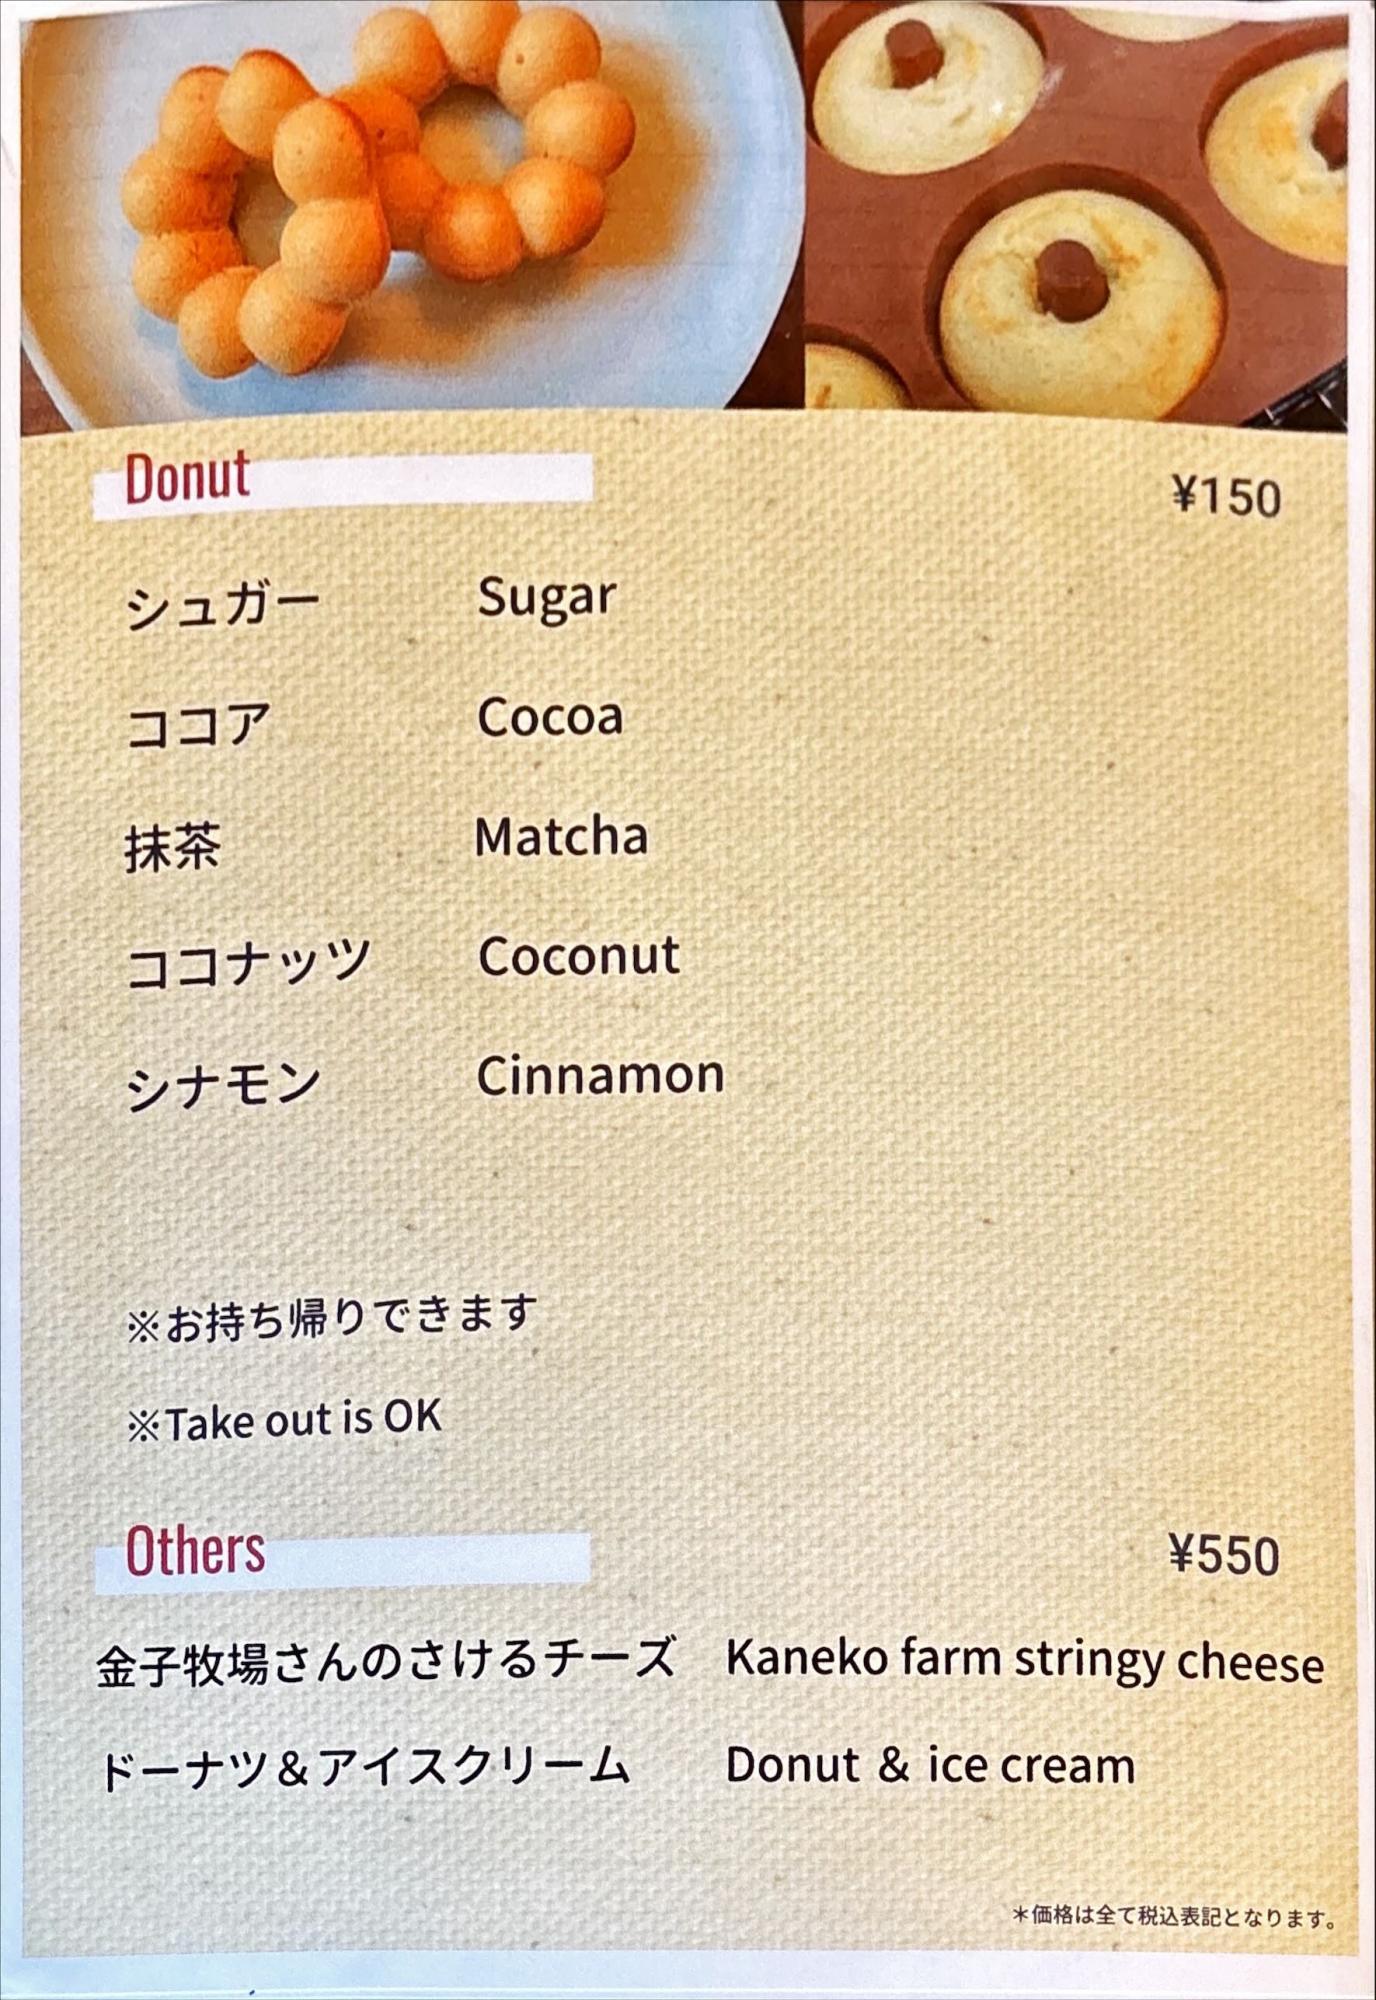 Donut ¥150
シュガー Sugar
ココア Cocoa
抹茶 Matcha
ココナッツ Coconut
シナモン Cinnamon
※お持ち帰りできます
※Take out is OK
Others ¥550
金子牧場さんのさけるチーズ Kaneko farm stringy cheese
ドーナツ＆アイスクリーム Donut & ice cream
＊価格は全て税込表記となります。